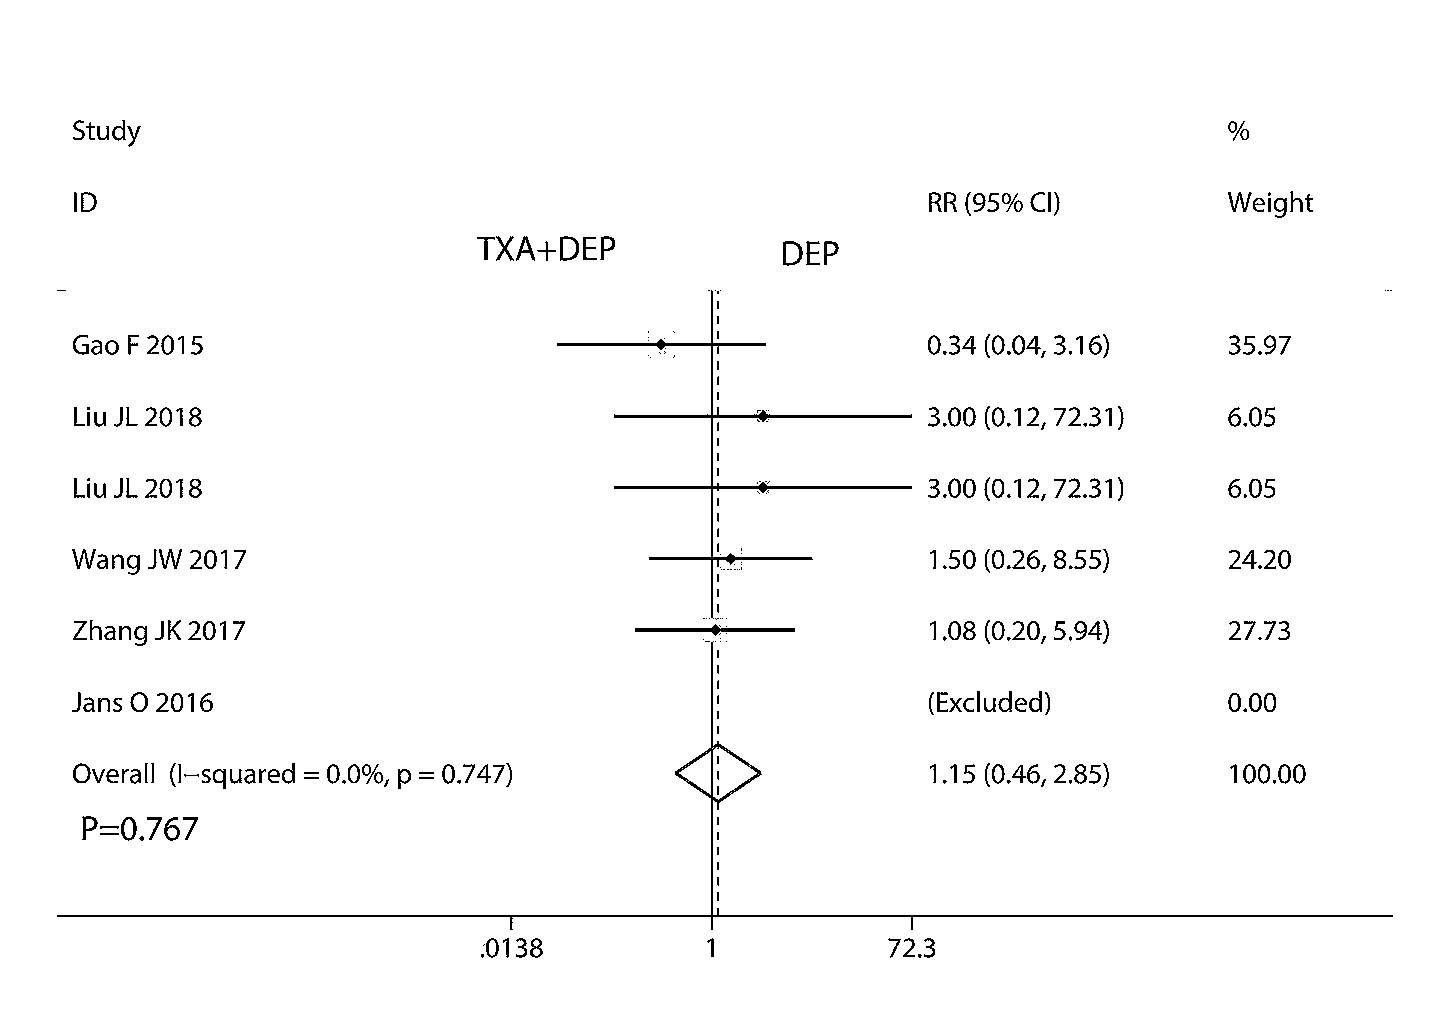 Study %
ID RR (95% CI) Weight
TXA+DEP DEP
Gao F 2015 0.34 (0.04, 3.16) 35.97
Liu JL 2018 3.00 (0.12, 72.31) 6.05
Liu JL 2018 3.00 (0.12, 72.31) 6.05
Wang JW 2017 1.50 (0.26, 8.55) 24.20
Zhang JK 2017 1.08 (0.20, 5.94) 27.73
Jans O 2016 (Excluded) 0.00
Overall (I-squared = 0.0%, p = 0.747) 1.15 (0.46, 2.85) 100.00
P=0.767
.0138 1 72.3